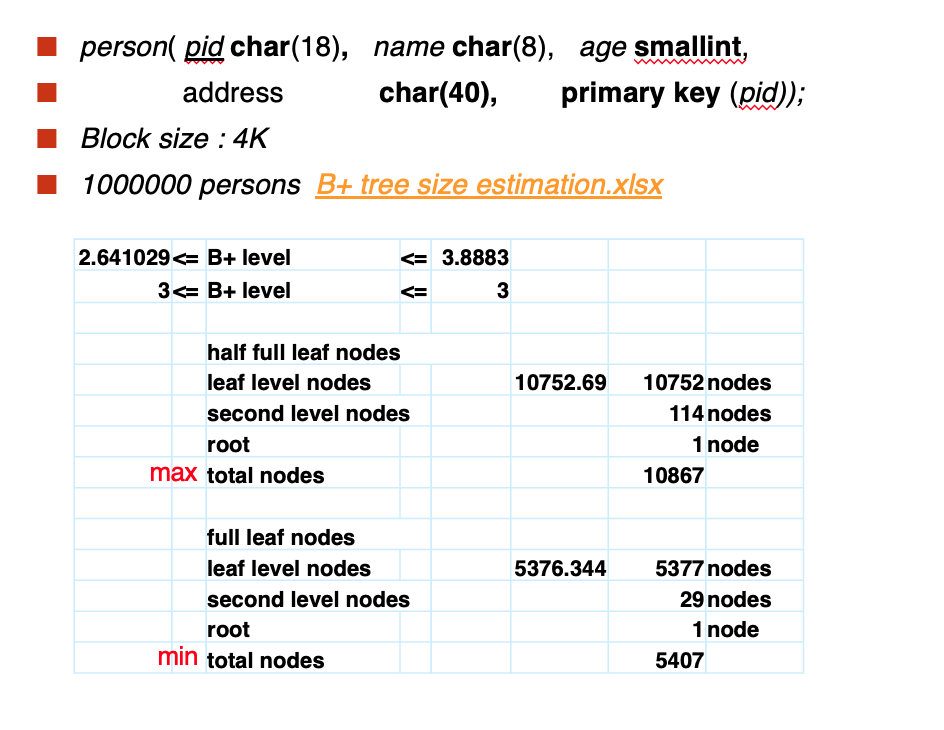 person( pid char(18), name char(8), age smallint,
address char(40), primary key (pid));
Block size : 4K
1000000 persons B+ tree size estimation.xlsx
2.641029 <= B+ level <= 3.8883
3 <= B+ level <= 3
half full leaf nodes
leaf level nodes 10752.69 10752 nodes
second level nodes 114 nodes
root 1 node
max total nodes 10867
full leaf nodes
leaf level nodes 5376.344 5377 nodes
second level nodes 29 nodes
root 1 node
min total nodes 5407